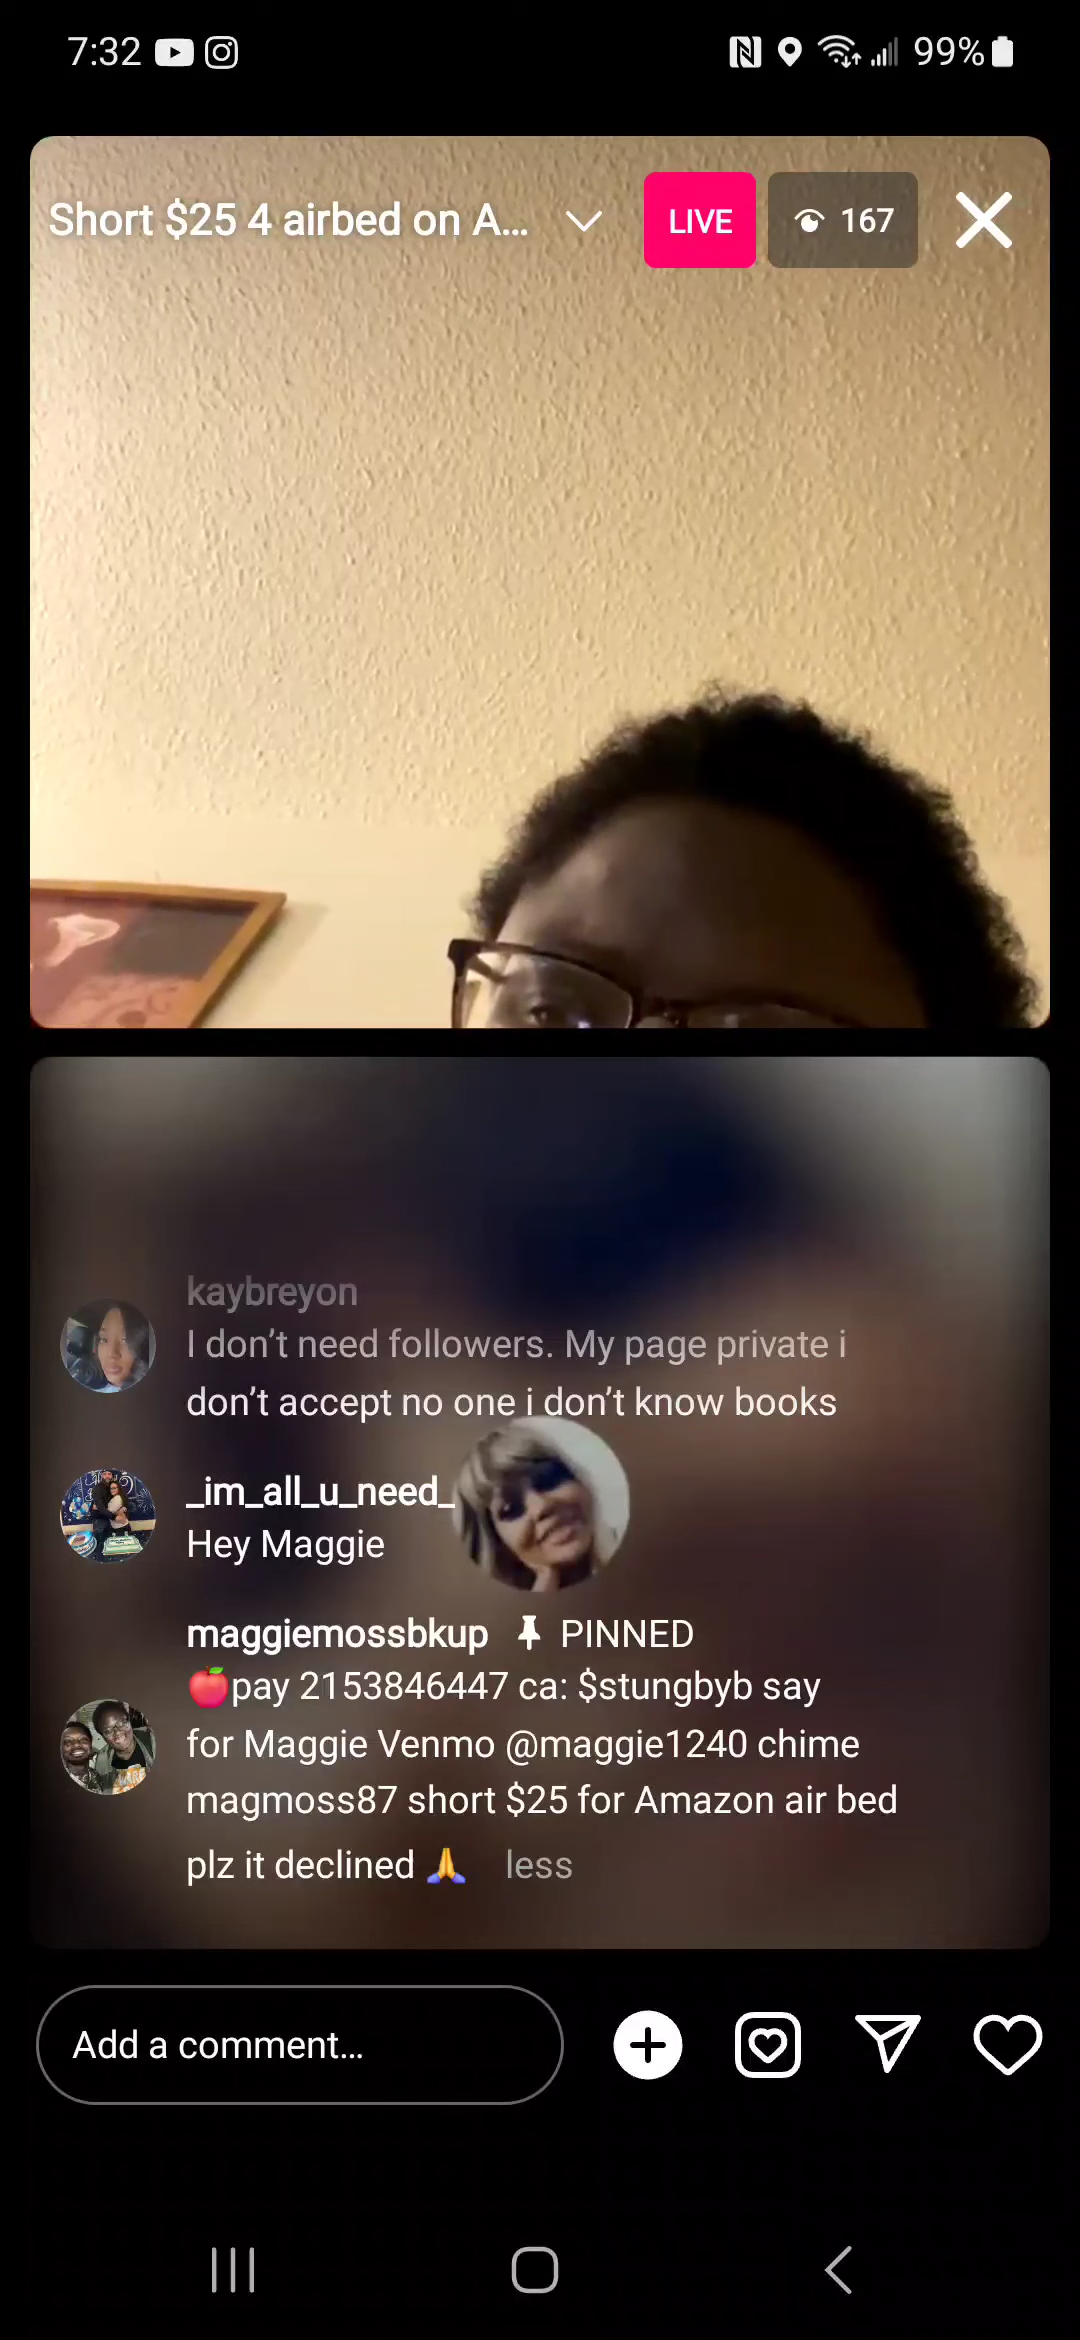 7:32
99%
Short $25 4 airbed on A...
LIVE
167
kaybreyon
I don’t need followers. My page private i
don’t accept no one i don’t know books
_im_all_u_need_
Hey Maggie
maggiemossbkup PINNED
🍎pay 2153846447 ca: $stungbyb say
for Maggie Venmo @maggie1240 chime
magmoss87 short $25 for Amazon air bed
plz it declined 🙏 less
Add a comment...